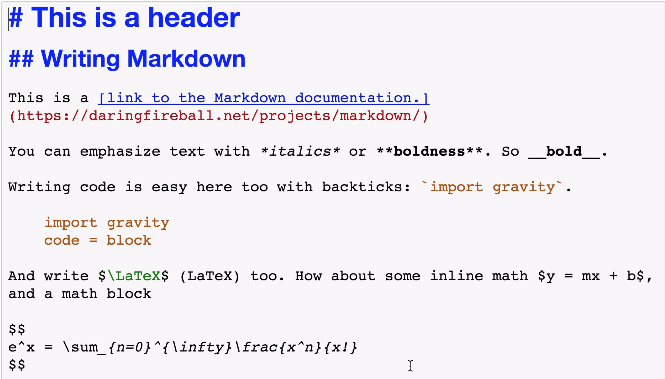 # This is a header
## Writing Markdown
This is a [link to the Markdown documentation.]
(https://daringfireball.net/projects/markdown/)
You can emphasize text with *italics* or **boldness**. So __bold__.
Writing code is easy here too with backticks: `import gravity`.
    import gravity
    code = block
And write $\LaTeX$ (LaTeX) too. How about some inline math $y = mx + b$,
and a math block
$$
e^x = \sum_{n=0}^{\infty}\frac{x^n}{x!}
$$